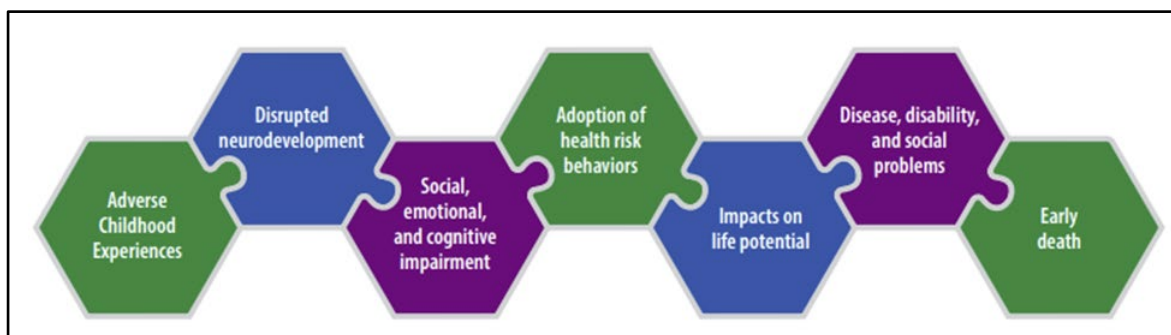 Adverse
Childhood
Experiences
Disrupted
neurodevelopment
Social,
emotional,
and cognitive
impairment
Adoption of
health risk
behaviors
Impacts on
life potential
Disease, disability,
and social
problems
Early
death